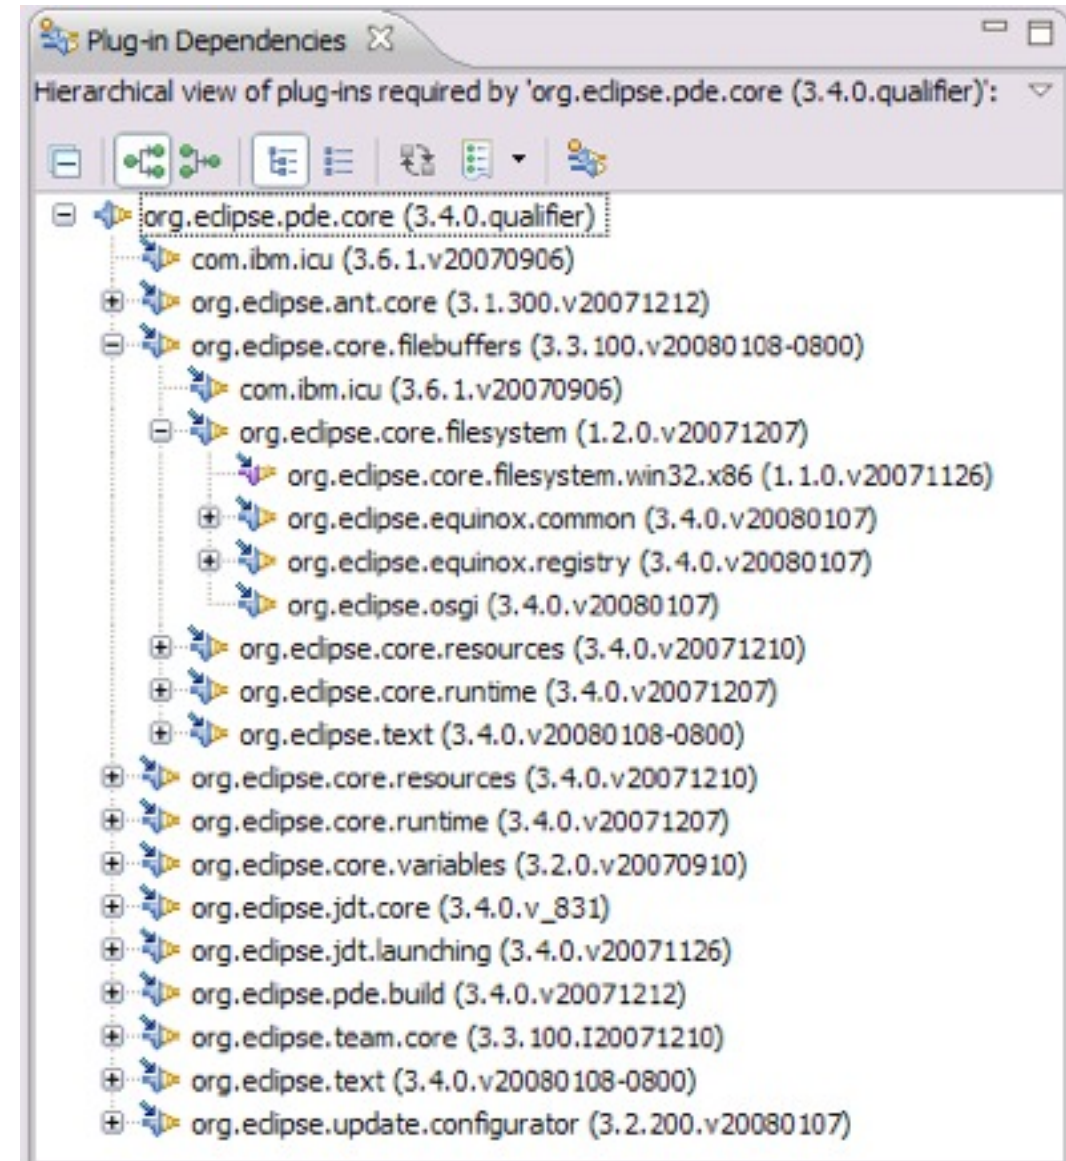 Plug-in Dependencies
Hierarchical view of plug-ins required by 'org.eclipse.pde.core (3.4.0.qualifier)':
org.eclipse.pde.core (3.4.0.qualifier)
com.ibm.icu (3.6.1.v20070906)
org.eclipse.ant.core (3.1.300.v20071212)
org.eclipse.core.filebuffers (3.3.100.v20080108-0800)
com.ibm.icu (3.6.1.v20070906)
org.eclipse.core.filesystem (1.2.0.v20071207)
org.eclipse.core.filesystem.win32.x86 (1.1.0.v20071126)
org.eclipse.equinox.common (3.4.0.v20080107)
org.eclipse.equinox.registry (3.4.0.v20080107)
org.eclipse.osgi (3.4.0.v20080107)
org.eclipse.core.resources (3.4.0.v20071210)
org.eclipse.core.runtime (3.4.0.v20071207)
org.eclipse.text (3.4.0.v20080108-0800)
org.eclipse.core.resources (3.4.0.v20071210)
org.eclipse.core.runtime (3.4.0.v20071207)
org.eclipse.core.variables (3.2.0.v20070910)
org.eclipse.jdt.core (3.4.0.v_831)
org.eclipse.jdt.launching (3.4.0.v20071126)
org.eclipse.pde.build (3.4.0.v20071212)
org.eclipse.team.core (3.3.100.I20071210)
org.eclipse.text (3.4.0.v20080108-0800)
org.eclipse.update.configurator (3.2.200.v20080107)